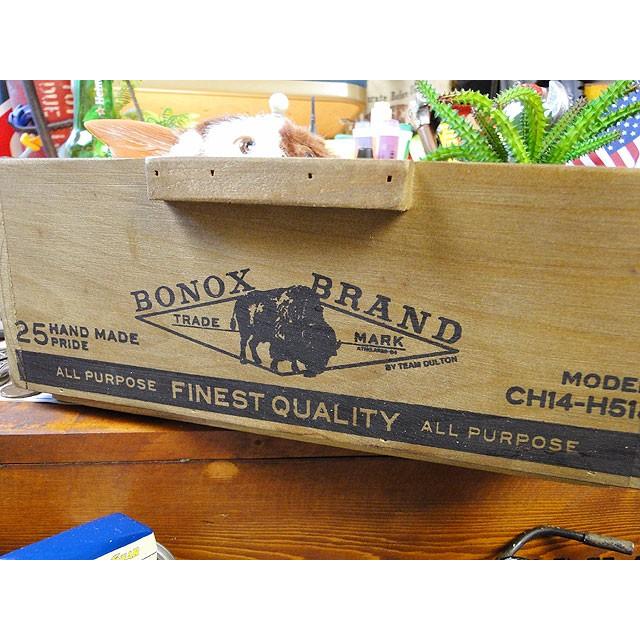 BONOX BRAND
TRADE MARK
BY TEAM DULTON
25 HAND MADE
PRIDE
ALL PURPOSE FINEST QUALITY ALL PURPOSE
MODEL
CH14-H51